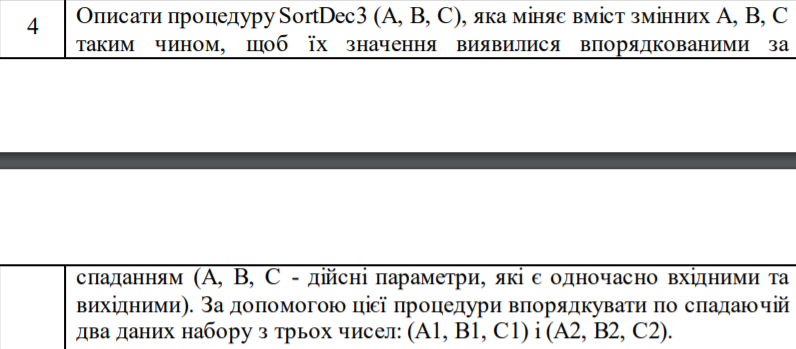 4
Описати процедуру SortDec3 (A, B, C), яка міняє вміст змінних A, B, C
таким чином, щоб їх значення виявилися впорядкованими за
спаданням (A, B, C - дійсні параметри, які є одночасно вхідними та
вихідними). За допомогою цієї процедури впорядкувати по спадаючій
два даних набору з трьох чисел: (A1, B1, C1) і (A2, B2, C2).